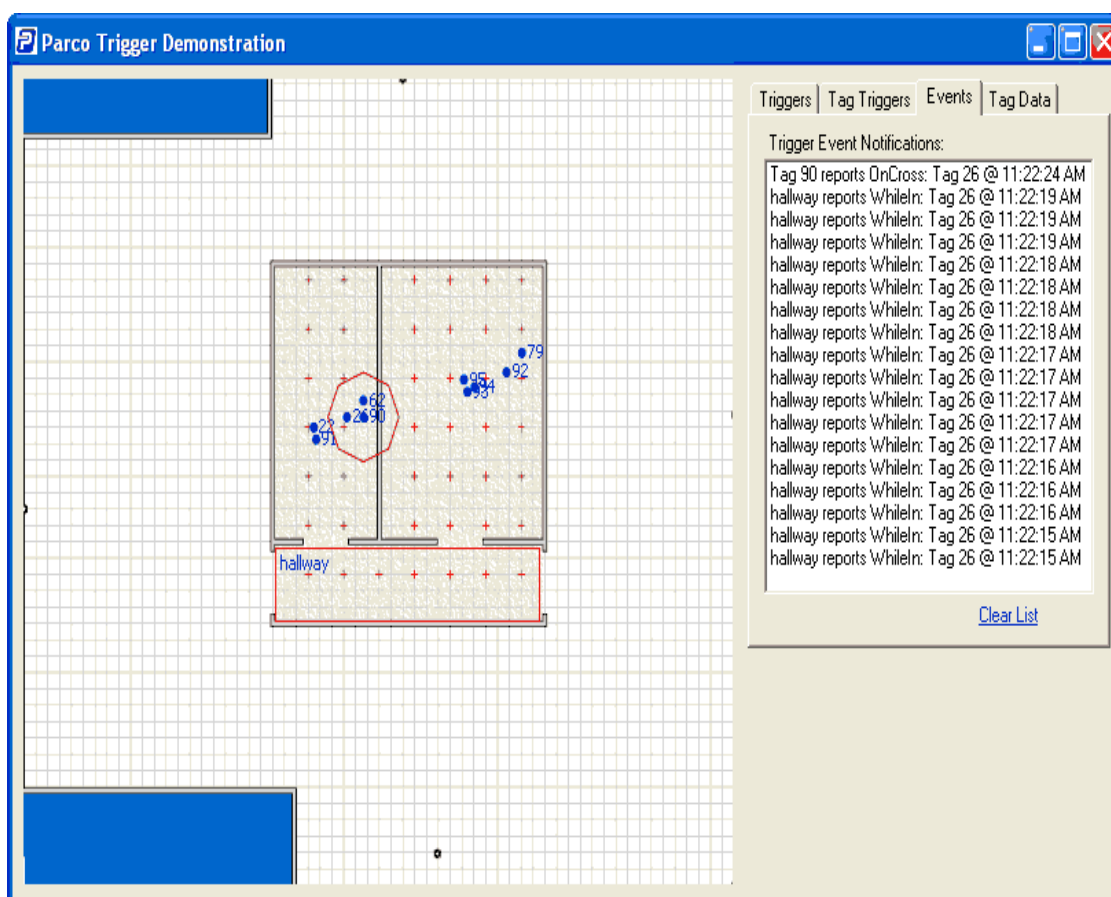 Parco Trigger Demonstration
Triggers Tag Triggers Events Tag Data
Trigger Event Notifications:
Tag 90 reports OnCross: Tag 26 @ 11:22:24 AM
hallway reports WhileIn: Tag 26 @ 11:22:19 AM
hallway reports WhileIn: Tag 26 @ 11:22:19 AM
hallway reports WhileIn: Tag 26 @ 11:22:19 AM
hallway reports WhileIn: Tag 26 @ 11:22:18 AM
hallway reports WhileIn: Tag 26 @ 11:22:18 AM
hallway reports WhileIn: Tag 26 @ 11:22:18 AM
hallway reports WhileIn: Tag 26 @ 11:22:18 AM
hallway reports WhileIn: Tag 26 @ 11:22:17 AM
hallway reports WhileIn: Tag 26 @ 11:22:17 AM
hallway reports WhileIn: Tag 26 @ 11:22:17 AM
hallway reports WhileIn: Tag 26 @ 11:22:17 AM
hallway reports WhileIn: Tag 26 @ 11:22:17 AM
hallway reports WhileIn: Tag 26 @ 11:22:16 AM
hallway reports WhileIn: Tag 26 @ 11:22:16 AM
hallway reports WhileIn: Tag 26 @ 11:22:16 AM
hallway reports WhileIn: Tag 26 @ 11:22:15 AM
hallway reports WhileIn: Tag 26 @ 11:22:15 AM
Clear List
79
92
95
94
93
62
26 90
22
91
hallway